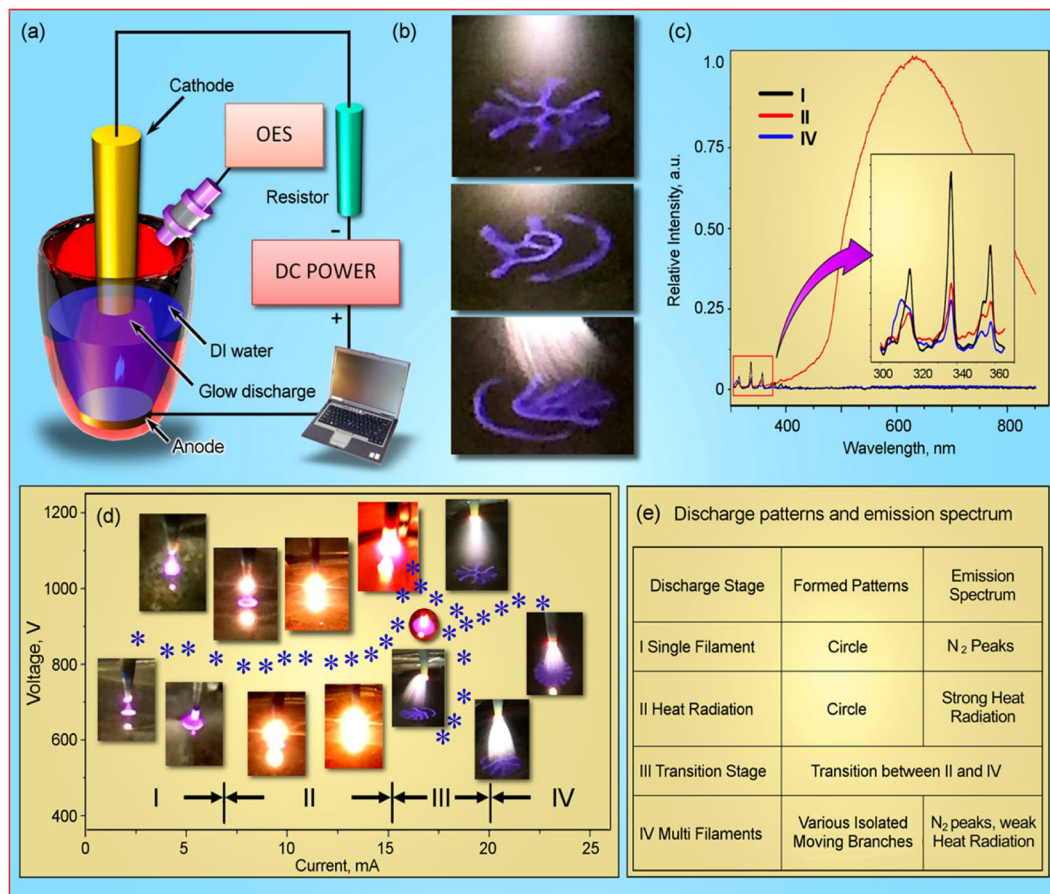 (a)
Cathode
OES
Resistor
–
DC POWER
+
DI water
Glow discharge
Anode
(b)
(c)
1.0
0.75
0.50
0.25
0
Relative Intensity, a.u.
I
II
IV
300 320 340 360
400 600 800
Wavelength, nm
(d)
1200
1000
800
600
400
Voltage, V
I II III IV
0 5 10 15 20 25
Current, mA
(e) Discharge patterns and emission spectrum
Discharge Stage
Formed Patterns
Emission
Spectrum
I Single Filament
Circle
N₂ Peaks
II Heat Radiation
Circle
Strong Heat
Radiation
III Transition Stage
Transition between II and IV
IV Multi Filaments
Various Isolated
Moving Branches
N₂ peaks, weak
Heat Radiation